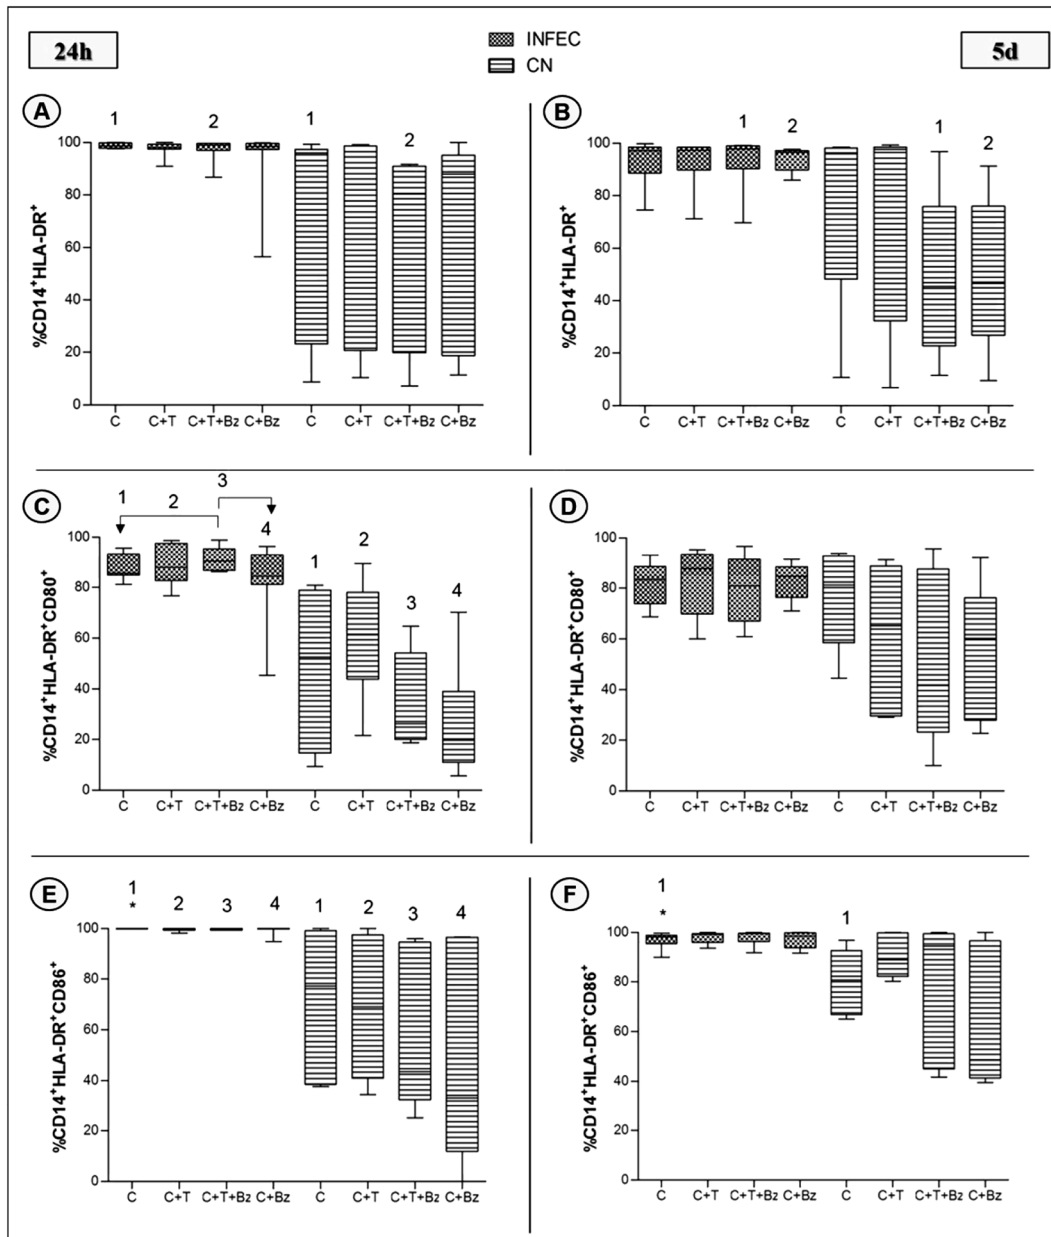 24h
INFEC
CN
5d
A
1 2 1 2
%CD14⁺HLA-DR⁺
100
80
60
40
20
0
C C+T C+T+Bz C+Bz C C+T C+T+Bz C+Bz
B
1 2 1 2
%CD14⁺HLA-DR⁺
100
80
60
40
20
0
C C+T C+T+Bz C+Bz C C+T C+T+Bz C+Bz
C
1 2 3 4 1 2 3 4
%CD14⁺HLA-DR⁺CD80⁺
100
80
60
40
20
0
C C+T C+T+Bz C+Bz C C+T C+T+Bz C+Bz
D
%CD14⁺HLA-DR⁺CD80⁺
100
80
60
40
20
0
C C+T C+T+Bz C+Bz C C+T C+T+Bz C+Bz
E
1 2 3 4 1 2 3 4
*
%CD14⁺HLA-DR⁺CD86⁺
100
80
60
40
20
0
C C+T C+T+Bz C+Bz C C+T C+T+Bz C+Bz
F
1 1
*
%CD14⁺HLA-DR⁺CD86⁺
100
80
60
40
20
0
C C+T C+T+Bz C+Bz C C+T C+T+Bz C+Bz